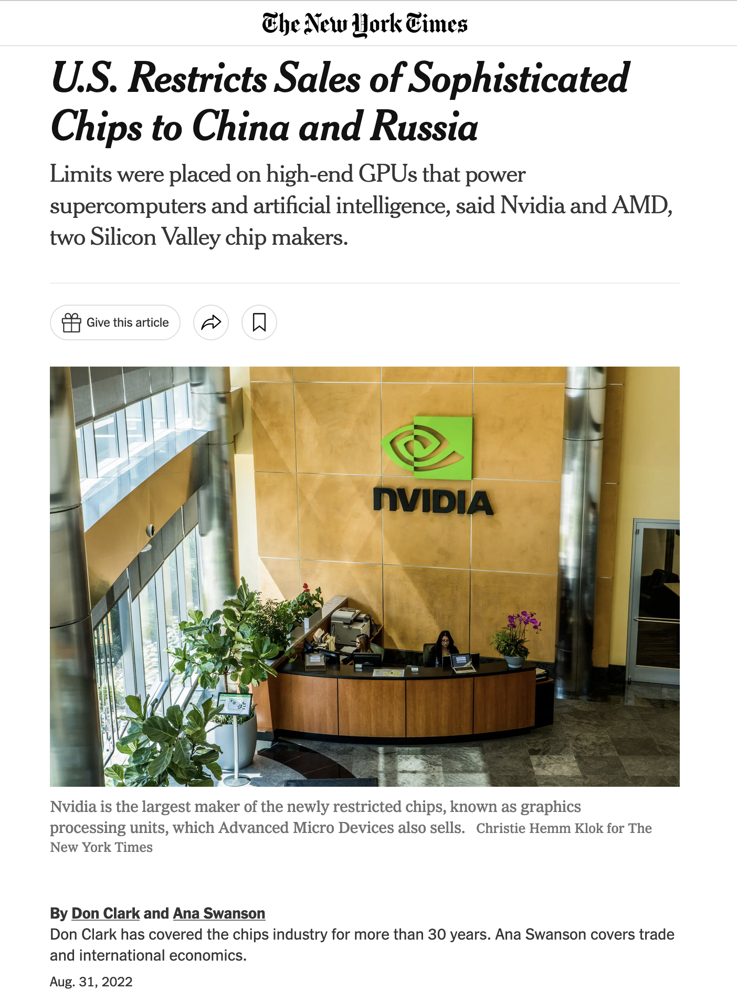 The New York Times
U.S. Restricts Sales of Sophisticated
Chips to China and Russia
Limits were placed on high-end GPUs that power
supercomputers and artificial intelligence, said Nvidia and AMD,
two Silicon Valley chip makers.
Give this article
NVIDIA
Nvidia is the largest maker of the newly restricted chips, known as graphics
processing units, which Advanced Micro Devices also sells. Christie Hemm Klok for The
New York Times
By Don Clark and Ana Swanson
Don Clark has covered the chips industry for more than 30 years. Ana Swanson covers trade
and international economics.
Aug. 31, 2022